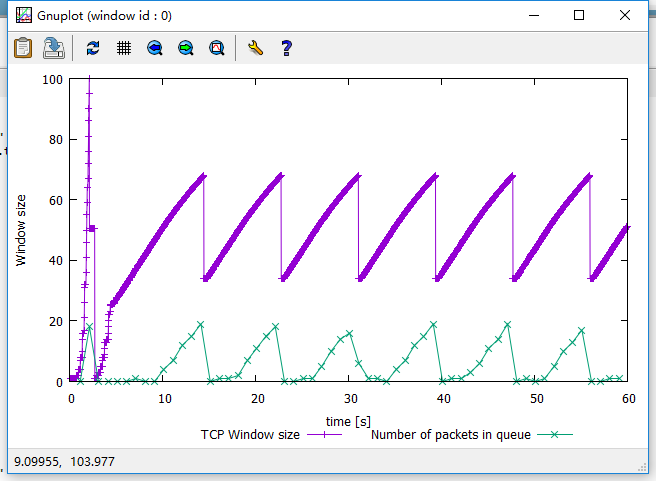 Gnuplot (window id : 0)
100
80
60
40
20
0
Window size
0 10 20 30 40 50 60
time [s]
TCP Window size Number of packets in queue
9.09955, 103.977